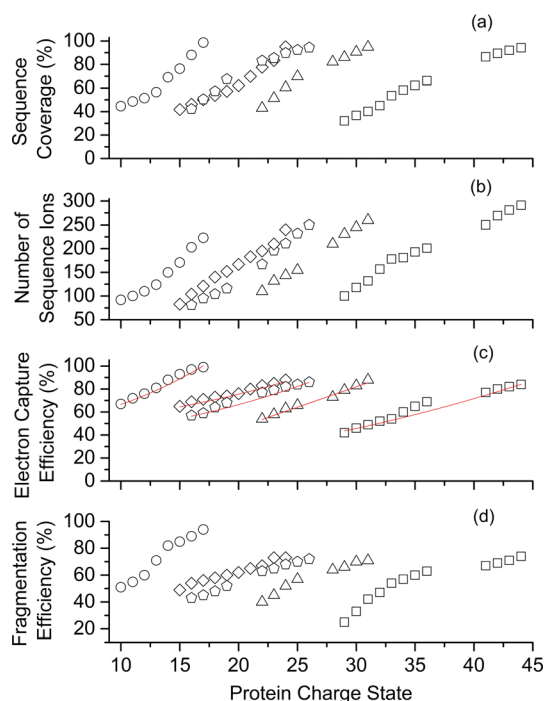 (a)
Sequence
Coverage (%)
100
80
60
40
20
0
(b)
Number of
Sequence Ions
300
250
200
150
100
50
(c)
Electron Capture
Efficiency (%)
100
80
60
40
20
0
(d)
Fragmentation
Efficiency (%)
100
80
60
40
20
10 15 20 25 30 35 40 45
Protein Charge State